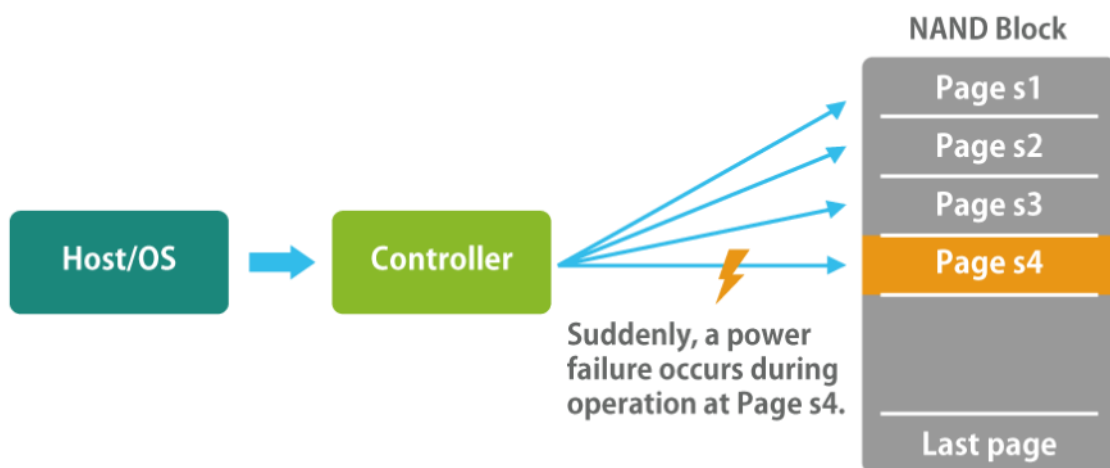 NAND Block
Page s1
Page s2
Page s3
Host/OS
Controller
Page s4
Suddenly, a power
failure occurs during
operation at Page s4.
Last page